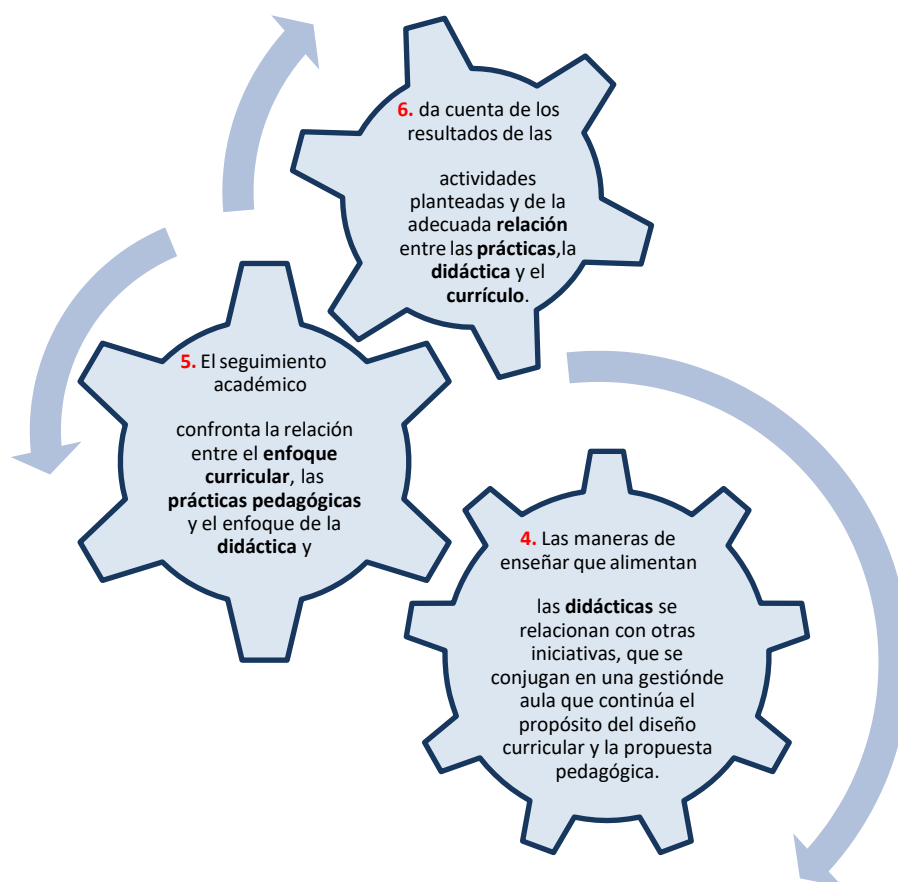 6. da cuenta de los
resultados de las
actividades
planteadas y de la
adecuada relación
entre las prácticas,la
didáctica y el
currículo.
5. El seguimiento
académico
confronta la relación
entre el enfoque
curricular, las
prácticas pedagógicas
y el enfoque de la
didáctica y
4. Las maneras de
enseñar que alimentan
las didácticas se
relacionan con otras
iniciativas, que se
conjugan en una gestiónde
aula que continúa el
propósito del diseño
curricular y la propuesta
pedagógica.